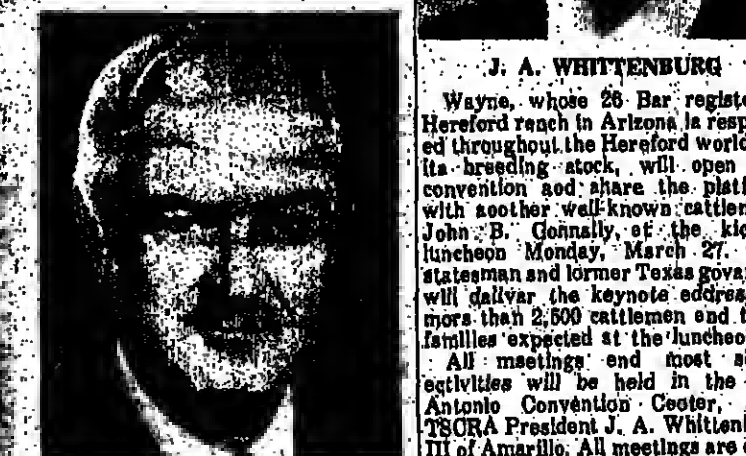 J. A. WHITTENBURG
Wayne, whose 26 Bar registe
Hereford ranch in Arizona is resp
ed throughout the Hereford world
its breeding stock, will open
convention and share the platf
with another well-known cattlem
John B. Connally, at the kic
luncheon Monday, March 27.
statesman and former Texas gova
will deliver the keynote addres
more than 2,500 cattlemen and t
families expected at the luncheo
All meetings and most s
activities will be held in the
Antonio Convention Center,
TSCRA President J. A. Whittenb
III of Amarillo. All meetings are